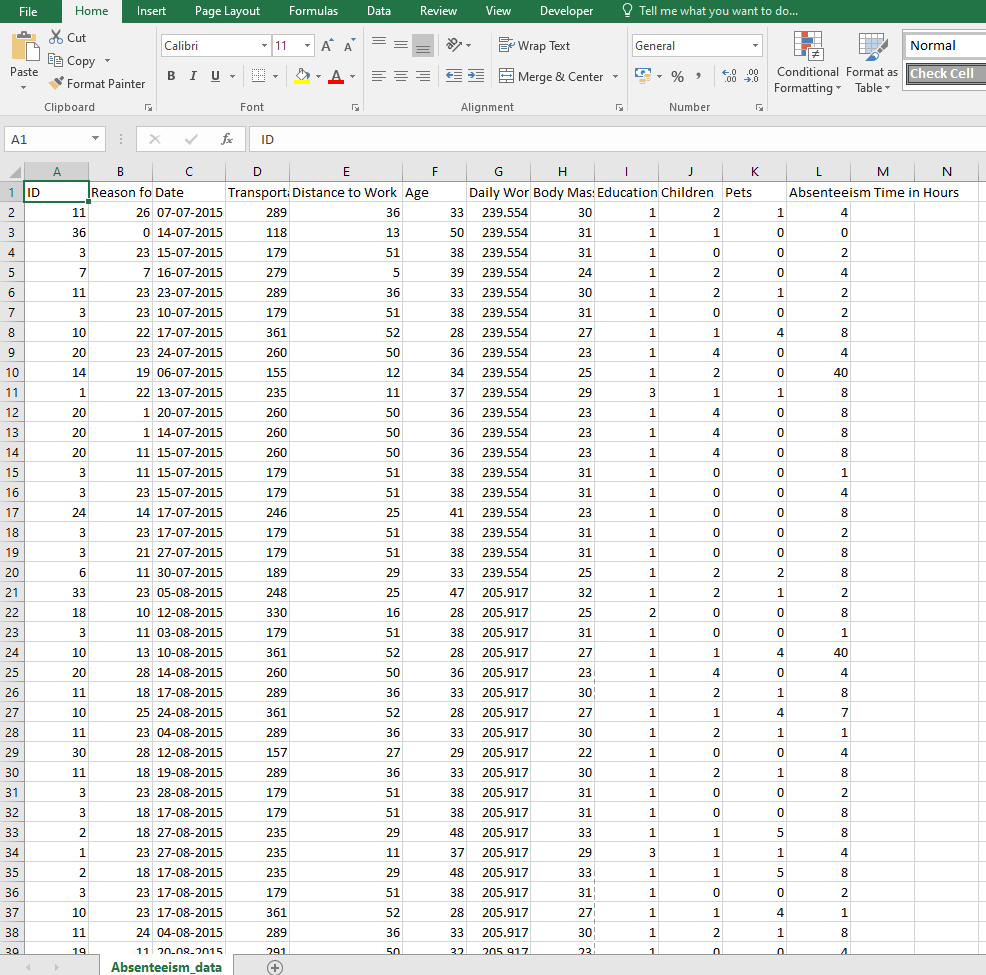 File Home Insert Page Layout Formulas Data Review View Developer Tell me what you want to do...
Cut
Copy
Format Painter
Paste
Clipboard
Calibri 11 A A
B I U A
Font
Wrap Text
Merge & Center
Alignment
General
% , .0 .00 .00 .0
Number
Conditional Formatting
Format as Table
Normal
Check Cell
A1 fx ID
A B C D E F G H I J K L M N
1 ID Reason fo Date Transporta Distance to Work Age Daily Wor Body Mas Education Children Pets Absenteeism Time in Hours
2 11 26 07-07-2015 289 36 33 239.554 30 1 2 1 4
3 36 0 14-07-2015 118 13 50 239.554 31 1 1 0 0
4 3 23 15-07-2015 179 51 38 239.554 31 1 0 0 2
5 7 7 16-07-2015 279 5 39 239.554 24 1 2 0 4
6 11 23 23-07-2015 289 36 33 239.554 30 1 2 1 2
7 3 23 10-07-2015 179 51 38 239.554 31 1 0 0 2
8 10 22 17-07-2015 361 52 28 239.554 27 1 1 4 8
9 20 23 24-07-2015 260 50 36 239.554 23 1 4 0 4
10 14 19 06-07-2015 155 12 34 239.554 25 1 2 0 40
11 1 22 13-07-2015 235 11 37 239.554 29 3 1 1 8
12 20 1 20-07-2015 260 50 36 239.554 23 1 4 0 8
13 20 1 14-07-2015 260 50 36 239.554 23 1 4 0 8
14 20 11 15-07-2015 260 50 36 239.554 23 1 4 0 8
15 3 11 15-07-2015 179 51 38 239.554 31 1 0 0 1
16 3 23 15-07-2015 179 51 38 239.554 31 1 0 0 4
17 24 14 17-07-2015 246 25 41 239.554 23 1 0 0 8
18 3 23 17-07-2015 179 51 38 239.554 31 1 0 0 2
19 3 21 27-07-2015 179 51 38 239.554 31 1 0 0 8
20 6 11 30-07-2015 189 29 33 239.554 25 1 2 2 8
21 33 23 05-08-2015 248 25 47 205.917 32 1 2 1 2
22 18 10 12-08-2015 330 16 28 205.917 25 2 0 0 8
23 3 11 03-08-2015 179 51 38 205.917 31 1 0 0 1
24 10 13 10-08-2015 361 52 28 205.917 27 1 1 4 40
25 20 28 14-08-2015 260 50 36 205.917 23 1 4 0 4
26 11 18 17-08-2015 289 36 33 205.917 30 1 2 1 8
27 10 25 24-08-2015 361 52 28 205.917 27 1 1 4 7
28 11 23 04-08-2015 289 36 33 205.917 30 1 2 1 1
29 30 28 12-08-2015 157 27 29 205.917 22 1 0 0 4
30 11 18 19-08-2015 289 36 33 205.917 30 1 2 1 8
31 3 23 28-08-2015 179 51 38 205.917 31 1 0 0 2
32 3 18 17-08-2015 179 51 38 205.917 31 1 0 0 8
33 2 18 27-08-2015 235 29 48 205.917 33 1 1 5 8
34 1 23 27-08-2015 235 11 37 205.917 29 3 1 1 4
35 2 18 17-08-2015 235 29 48 205.917 33 1 1 5 8
36 3 23 17-08-2015 179 51 38 205.917 31 1 0 0 2
37 10 23 17-08-2015 361 52 28 205.917 27 1 1 4 1
38 11 24 04-08-2015 289 36 33 205.917 30 1 2 1 8
39 19 11 20-08-2015 291 50 32 205.917 23 1 0 0 4
Absenteeism_data